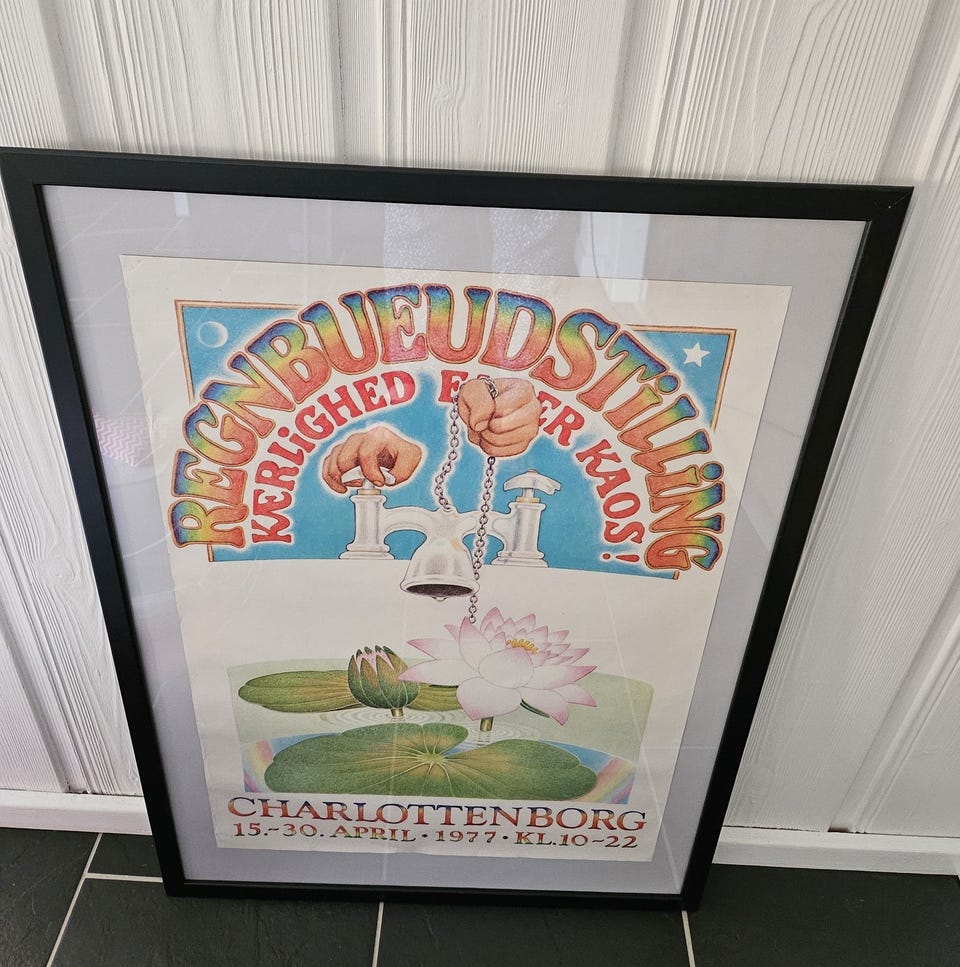 REGNBUEUDSTiLLiNG
KÆRLiGHED ELLER KAOS!
CHARLOTTENBORG
15.-30. APRIL · 1977 · KL.10-22